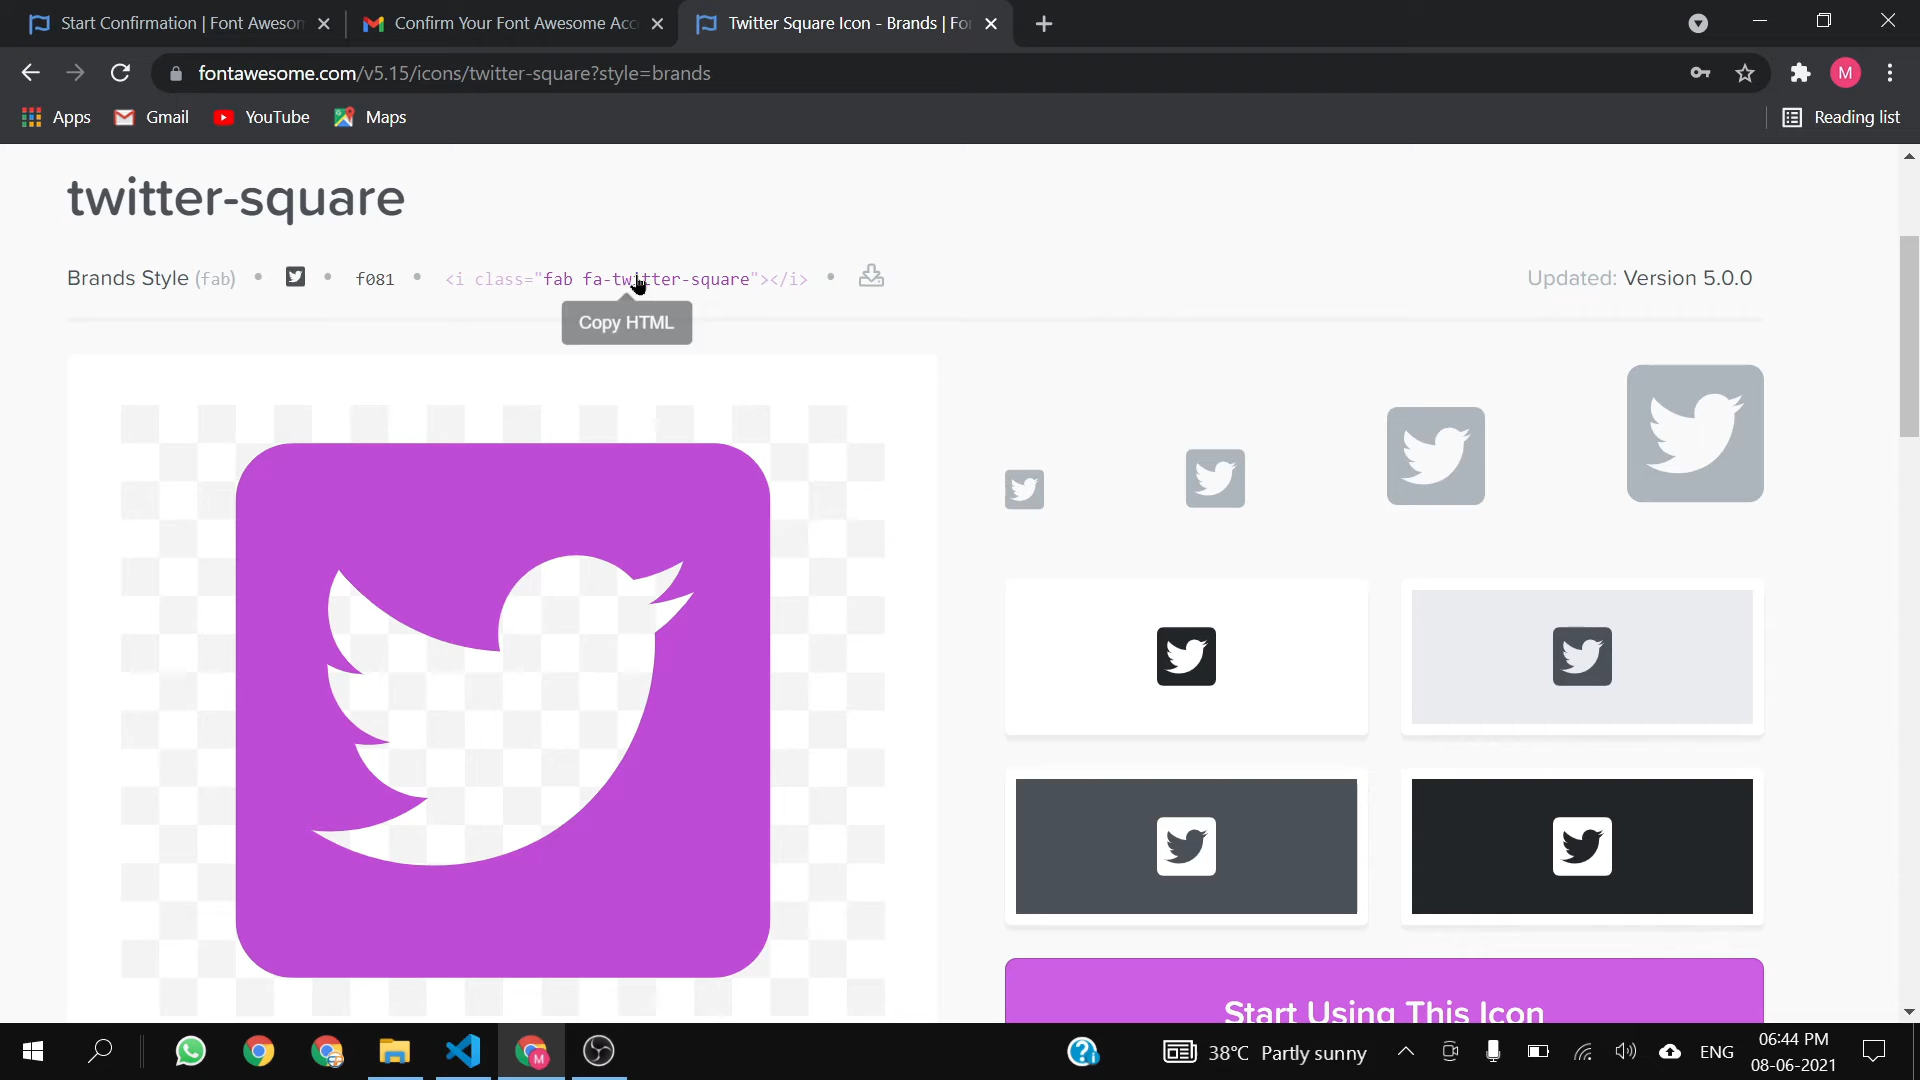 Start Confirmation | Font Aweson
Confirm Your Font Awesome Acc
Twitter Square Icon - Brands | Fo
fontawesome.com/v5.15/icons/twitter-square?style=brands
M
Apps
Gmail
YouTube
Maps
Reading list
twitter-square
Brands Style (fab) • • f081 • <i class="fab fa-twitter-square"></i> •
Updated: Version 5.0.0
Copy HTML
Start Using This Icon
M
38°C Partly sunny
ENG
06:44 PM
08-06-2021